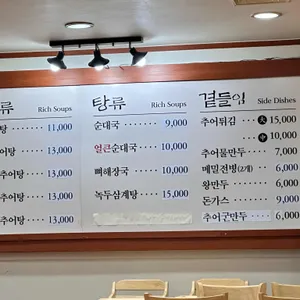 류 Rich Soups
탕 ······· 11,000
추어탕 ···· 13,000
추어탕 ···· 13,000
추어탕 ···· 13,000
추어탕 ···· 13,000
탕류 Rich Soups
순대국 ········ 9,000
얼큰순대국 ···· 10,000
뼈해장국 ······ 10,000
녹두삼계탕 ···· 15,000
곁들임 Side Dishes
추어튀김 ·· 大 15,000
·· 中 10,000
추어물만두 ···· 7,000
메밀전병(2개) ·· 6,000
왕만두 ······· 6,000
돈가스 ······· 9,000
추어군만두 ···· 6,000